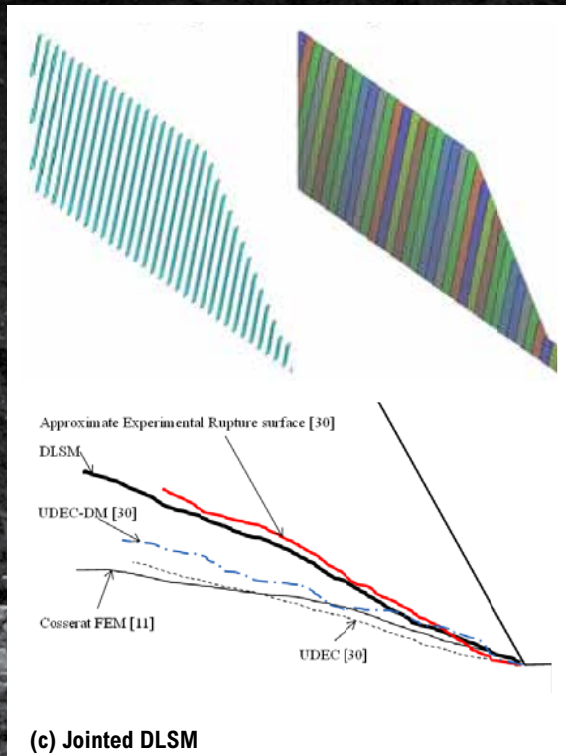 Approximate Experimental Rupture surface [30]
DLSM
UDEC-DM [30]
Cosserat FEM [11]
UDEC [30]
(c) Jointed DLSM